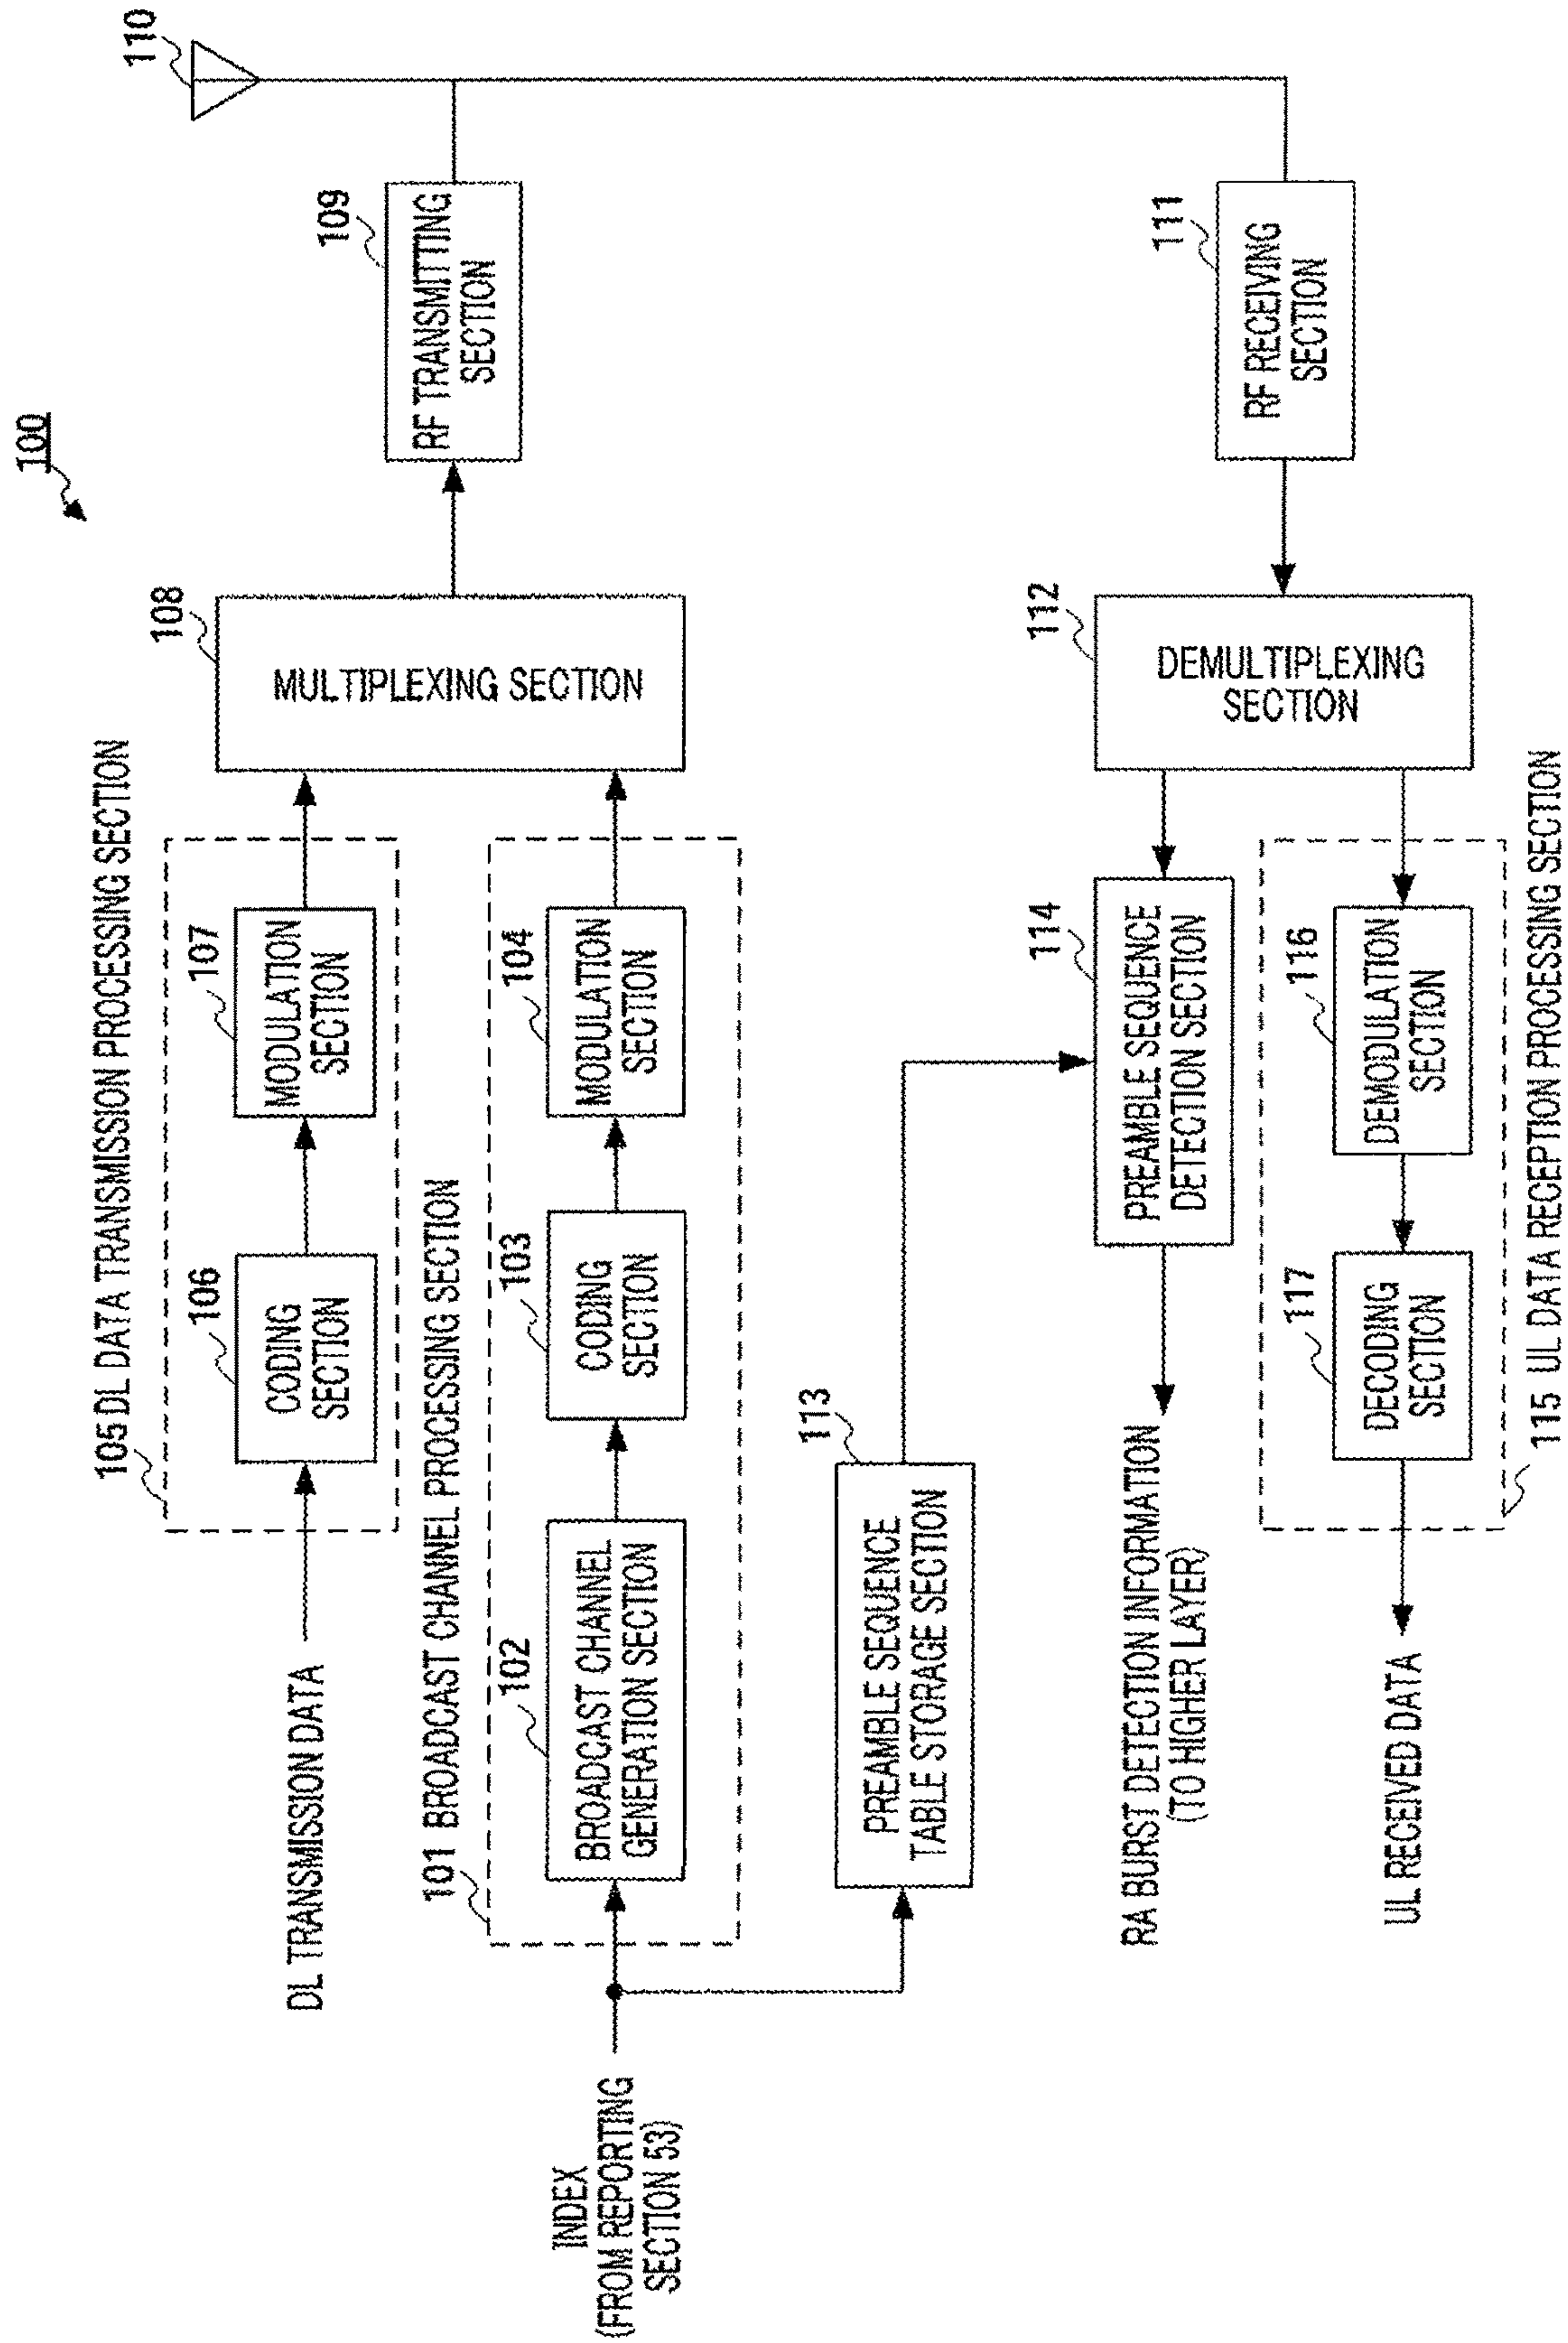 100
110
105 DL DATA TRANSMISSION PROCESSING SECTION
DL TRANSMISSION DATA
106
CODING
SECTION
107
MODULATION
SECTION
108
MULTIPLEXING SECTION
109
RF TRANSMITTING
SECTION
101 BROADCAST CHANNEL PROCESSING SECTION
INDEX
(FROM REPORTING
SECTION 53)
102
BROADCAST CHANNEL
GENERATION SECTION
103
CODING
SECTION
104
MODULATION
SECTION
113
PREAMBLE SEQUENCE
TABLE STORAGE SECTION
RA BURST DETECTION INFORMATION
(TO HIGHER LAYER)
114
PREAMBLE SEQUENCE
DETECTION SECTION
112
DEMULTIPLEXING
SECTION
111
RF RECEIVING
SECTION
UL RECEIVED DATA
117
DECODING
SECTION
116
DEMODULATION
SECTION
115 UL DATA RECEPTION PROCESSING SECTION